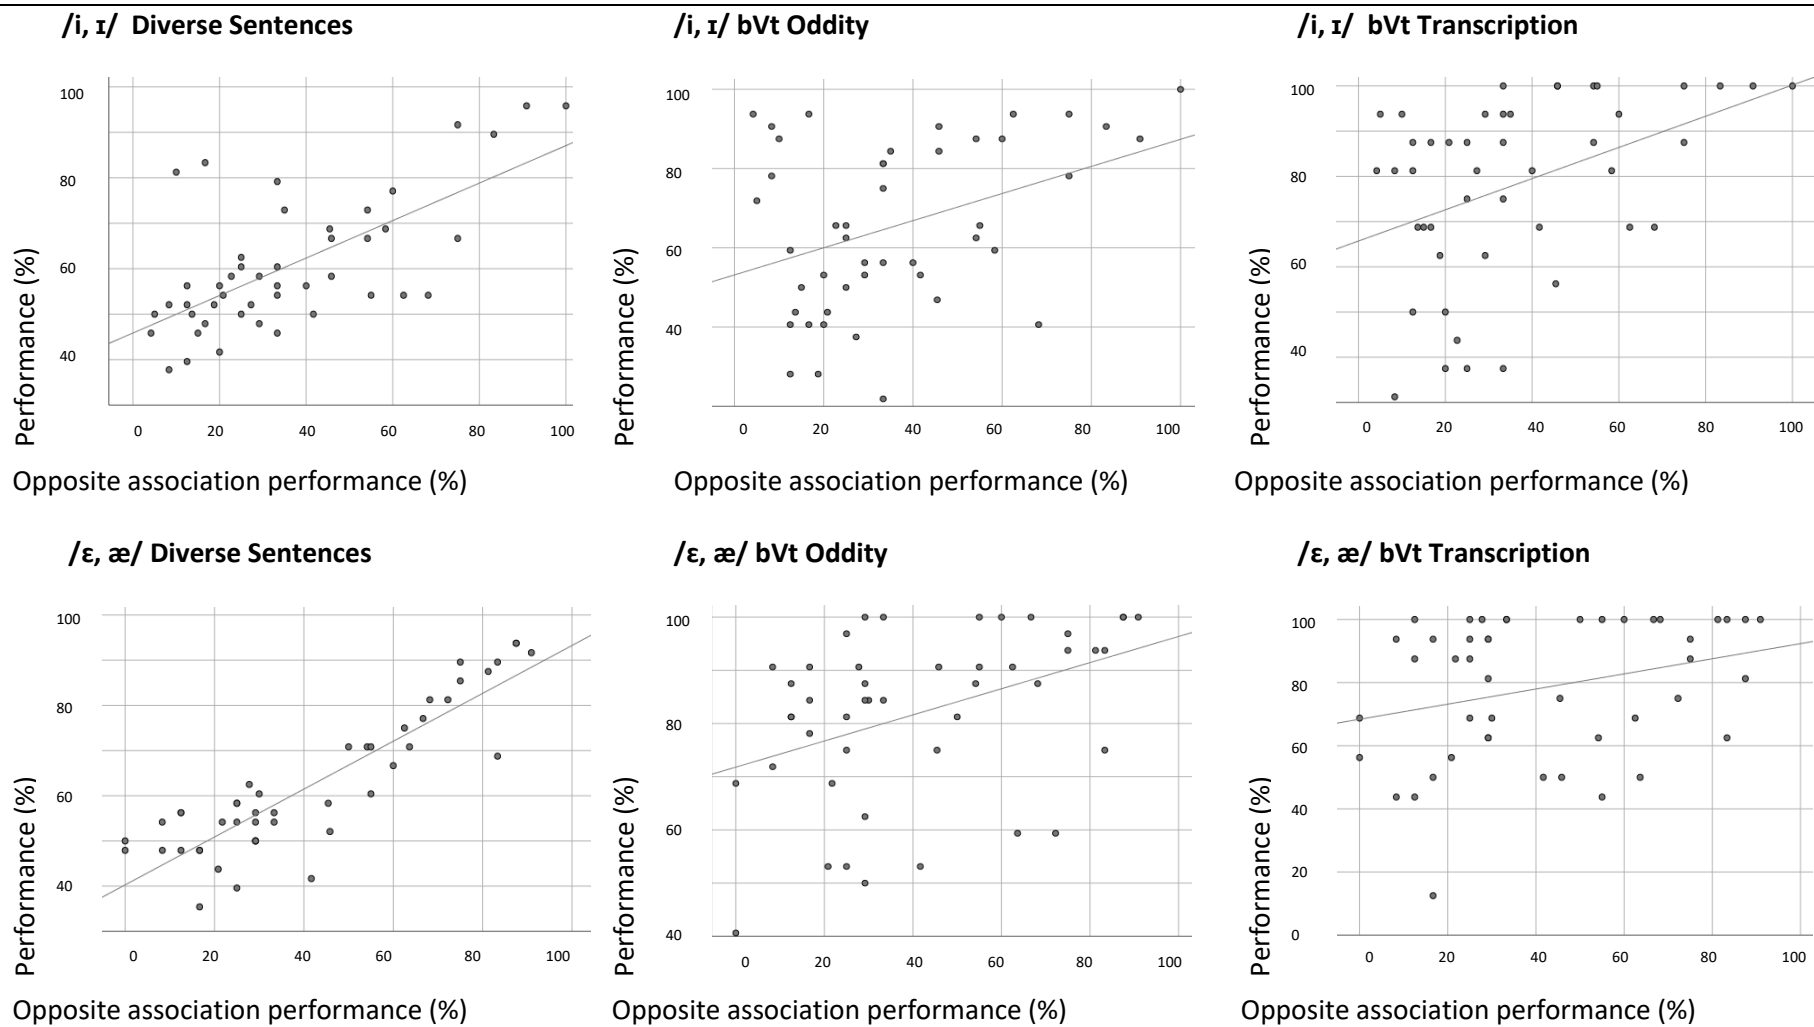 /i, ɪ/ Diverse Sentences
100
80
60
40
Performance (%)
0 20 40 60 80 100
Opposite association performance (%)
/i, ɪ/ bVt Oddity
100
80
60
40
Performance (%)
0 20 40 60 80 100
Opposite association performance (%)
/i, ɪ/ bVt Transcription
100
80
60
40
Performance (%)
0 20 40 60 80 100
Opposite association performance (%)
/ɛ, æ/ Diverse Sentences
100
80
60
40
Performance (%)
0 20 40 60 80 100
Opposite association performance (%)
/ɛ, æ/ bVt Oddity
100
80
60
40
Performance (%)
0 20 40 60 80 100
Opposite association performance (%)
/ɛ, æ/ bVt Transcription
100
80
60
40
20
0
Performance (%)
0 20 40 60 80 100
Opposite association performance (%)